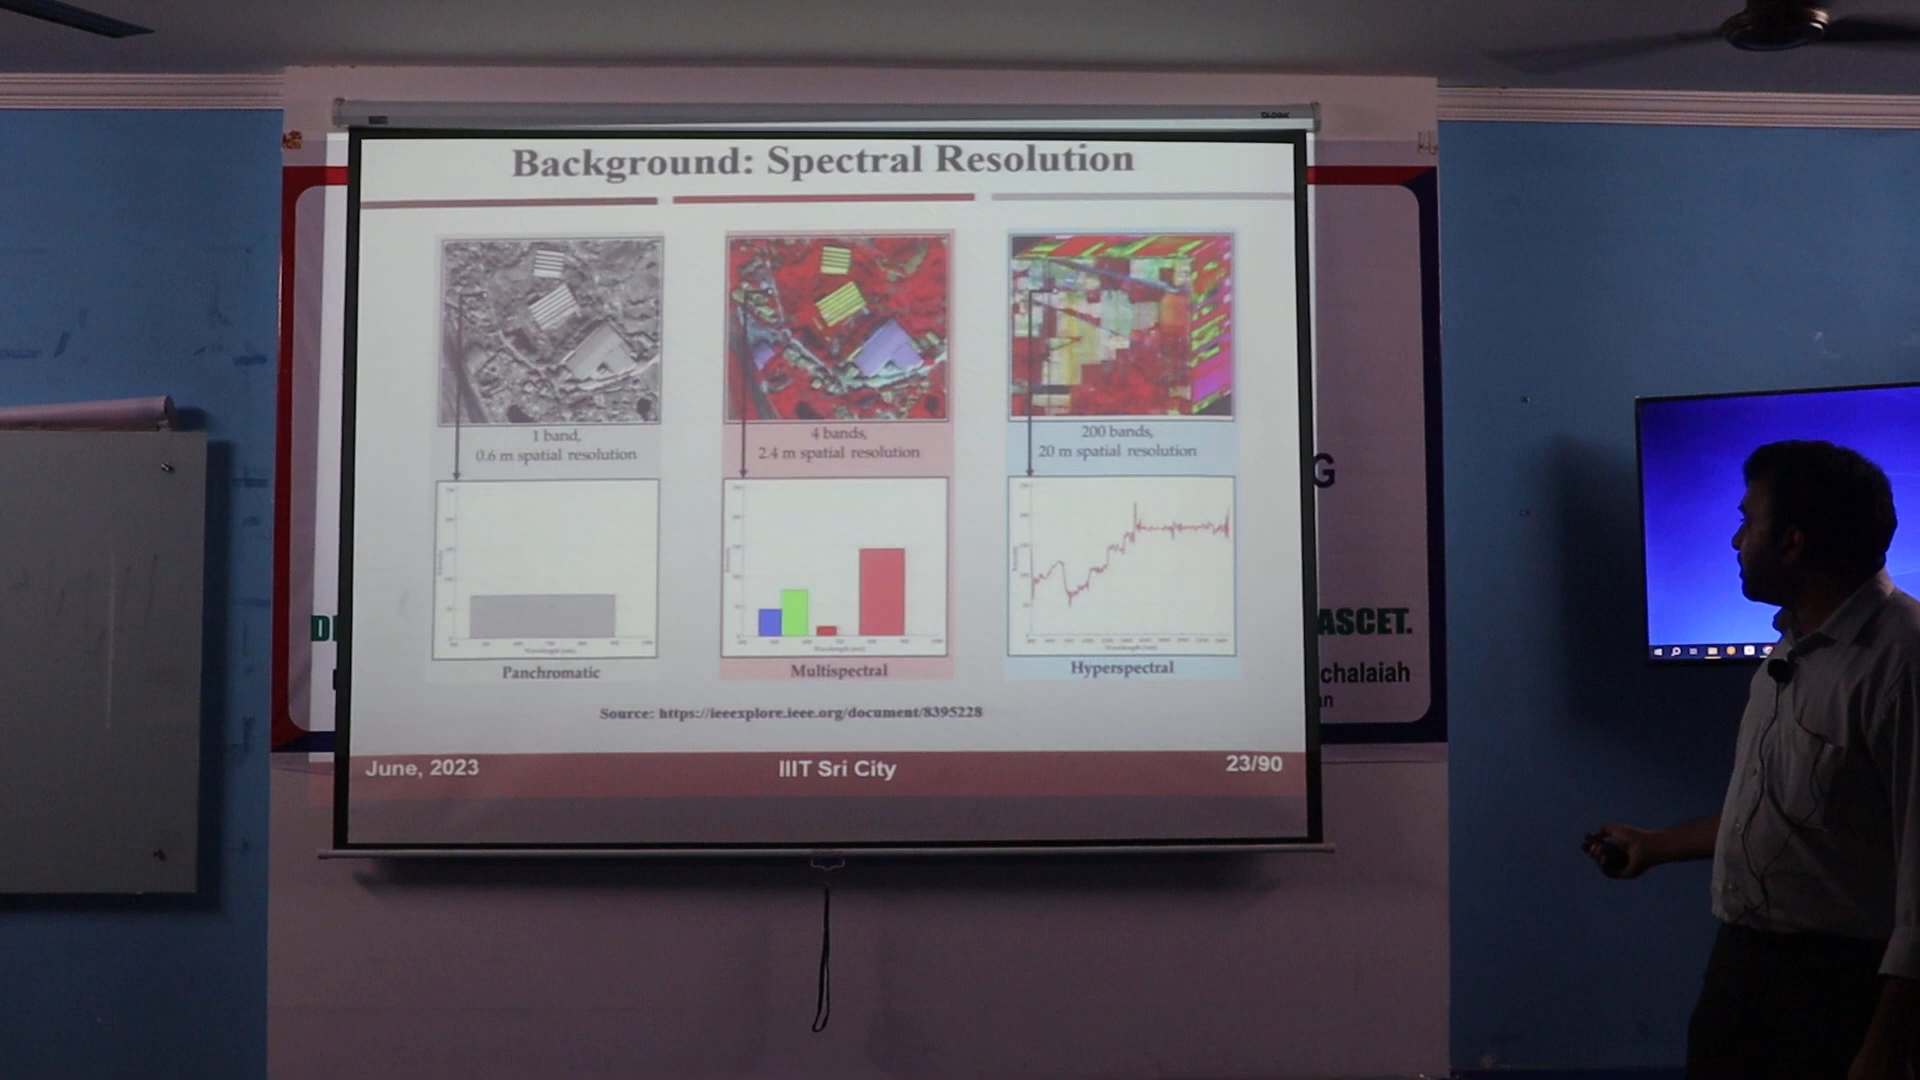 Background: Spectral Resolution
1 band,
0.6 m spatial resolution
4 bands,
2.4 m spatial resolution
200 bands,
20 m spatial resolution
Panchromatic
Multispectral
Hyperspectral
Source: https://ieeexplore.ieee.org/document/8395228
June, 2023
IIIT Sri City
23/90
G
ASCET.
chalaiah